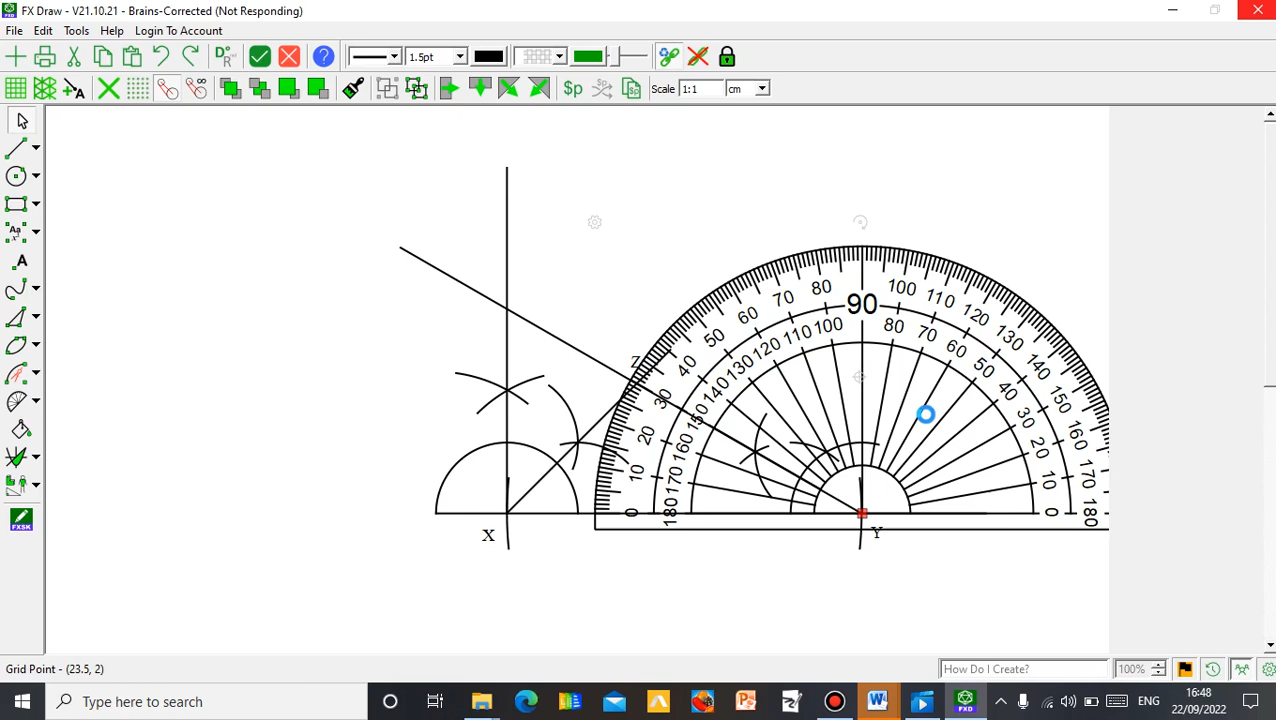 FX Draw - V21.10.21 - Brains-Corrected (Not Responding)
File Edit Tools Help Login To Account
1.5pt
$p $p Scale 1:1 cm
A
FXSK
90
80 100
70 110
60 120
50 130
40 140
30 150
20 160
10 170
0 180
100 80
110 70
120 60
130 50
140 40
150 30
160 20
170 10
180 0
Z
X
Y
Grid Point - (23.5, 2)
How Do I Create? 100%
Type here to search
ENG
16:48
22/09/2022